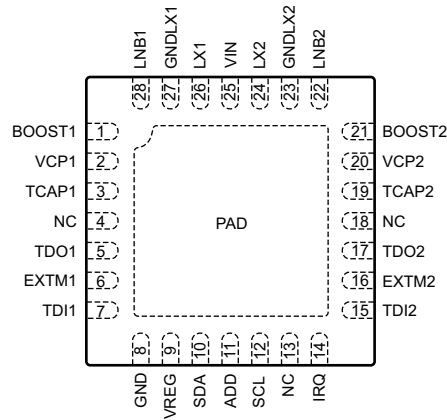 LNB1
GNDLX1
LX1
VIN
LX2
GNDLX2
LNB2
28
27
26
25
24
23
22
BOOST1 1
VCP1 2
TCAP1 3
NC 4
TDO1 5
EXTM1 6
TDI1 7
PAD
21 BOOST2
20 VCP2
19 TCAP2
18 NC
17 TDO2
16 EXTM2
15 TDI2
8
9
10
11
12
13
14
GND
VREG
SDA
ADD
SCL
NC
IRQ